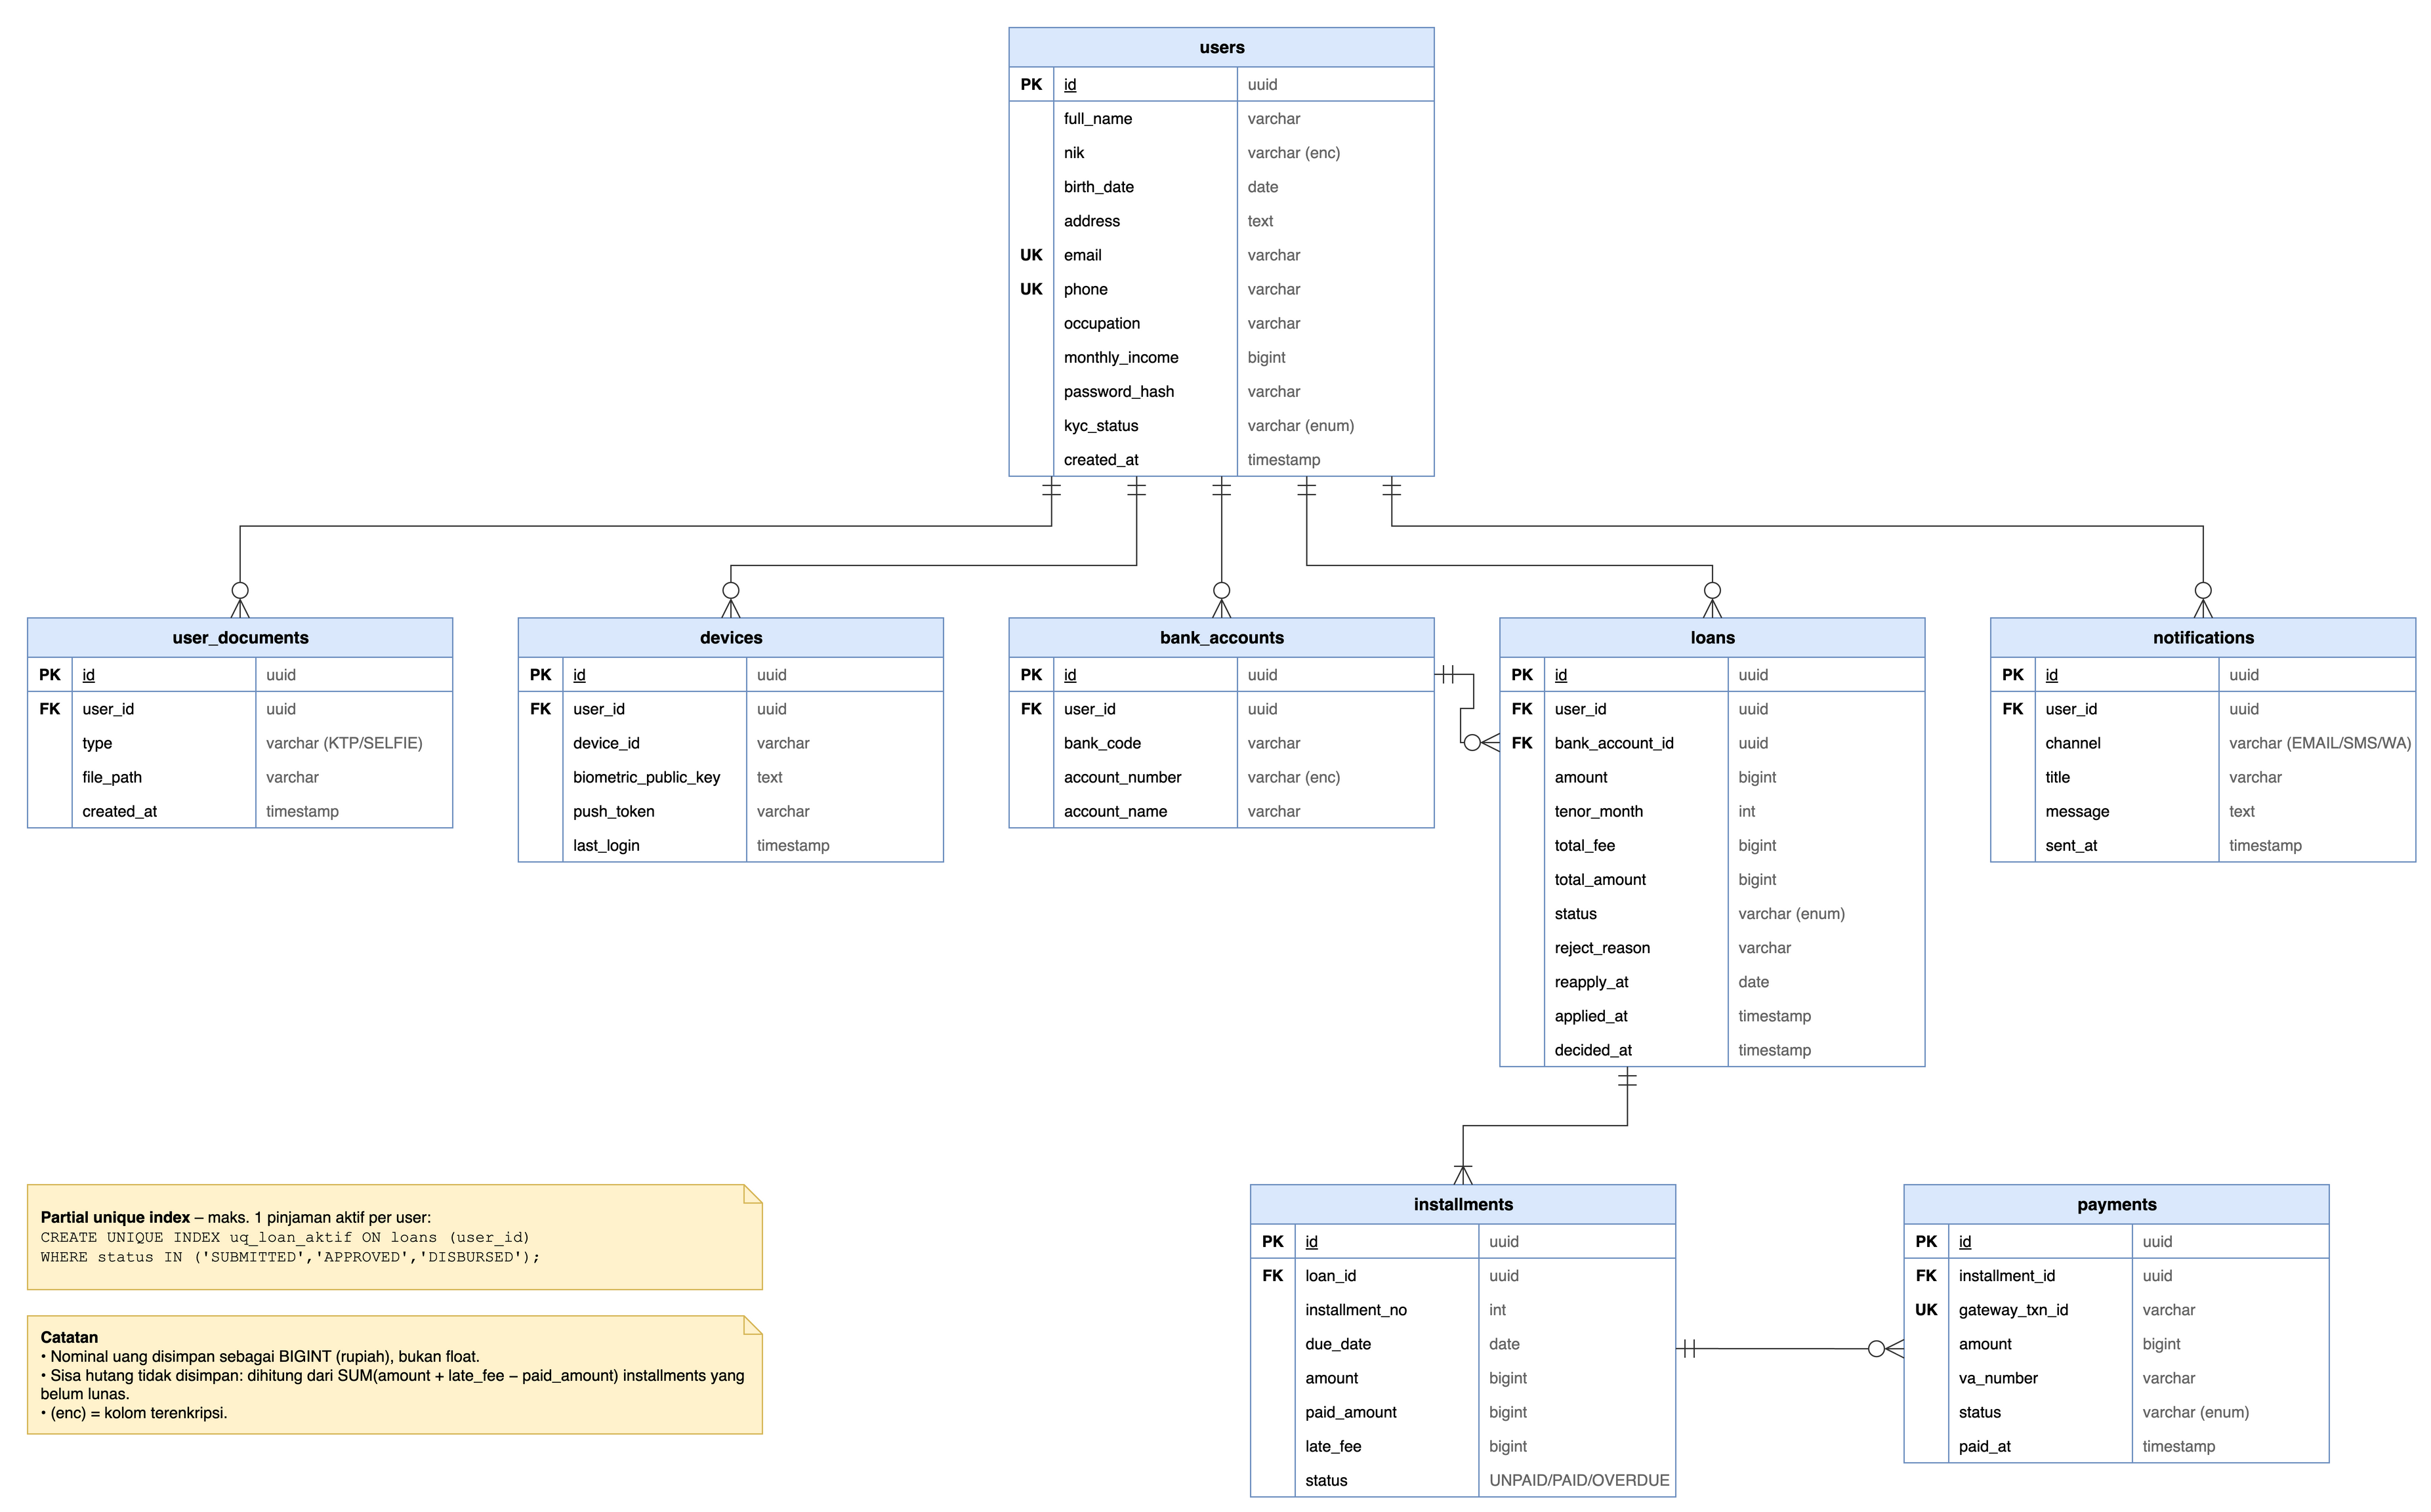 users
PK id uuid
full_name varchar
nik varchar (enc)
birth_date date
address text
UK email varchar
UK phone varchar
occupation varchar
monthly_income bigint
password_hash varchar
kyc_status varchar (enum)
created_at timestamp
user_documents
PK id uuid
FK user_id uuid
type varchar (KTP/SELFIE)
file_path varchar
created_at timestamp
devices
PK id uuid
FK user_id uuid
device_id varchar
biometric_public_key text
push_token varchar
last_login timestamp
bank_accounts
PK id uuid
FK user_id uuid
bank_code varchar
account_number varchar (enc)
account_name varchar
loans
PK id uuid
FK user_id uuid
FK bank_account_id uuid
amount bigint
tenor_month int
total_fee bigint
total_amount bigint
status varchar (enum)
reject_reason varchar
reapply_at date
applied_at timestamp
decided_at timestamp
notifications
PK id uuid
FK user_id uuid
channel varchar (EMAIL/SMS/WA)
title varchar
message text
sent_at timestamp
Partial unique index – maks. 1 pinjaman aktif per user:
CREATE UNIQUE INDEX uq_loan_aktif ON loans (user_id)
WHERE status IN ('SUBMITTED','APPROVED','DISBURSED');
Catatan
• Nominal uang disimpan sebagai BIGINT (rupiah), bukan float.
• Sisa hutang tidak disimpan: dihitung dari SUM(amount + late_fee − paid_amount) installments yang
belum lunas.
• (enc) = kolom terenkripsi.
installments
PK id uuid
FK loan_id uuid
installment_no int
due_date date
amount bigint
paid_amount bigint
late_fee bigint
status UNPAID/PAID/OVERDUE
payments
PK id uuid
FK installment_id uuid
UK gateway_txn_id varchar
amount bigint
va_number varchar
status varchar (enum)
paid_at timestamp